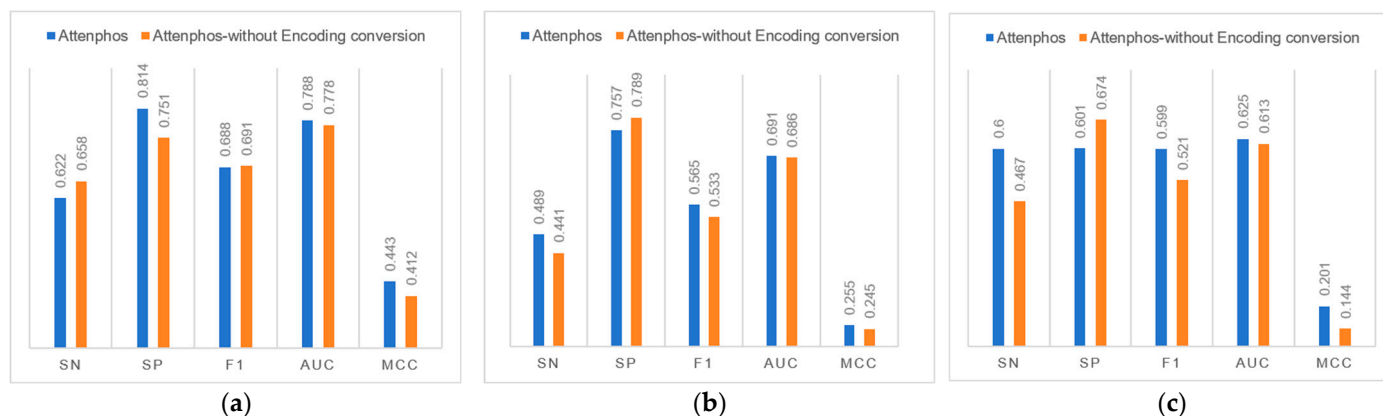 Attenphos Attenphos-without Encoding conversion
0.622 0.658 0.814 0.751 0.688 0.691 0.788 0.778 0.443 0.412
SN SP F1 AUC MCC
(a)
Attenphos Attenphos-without Encoding conversion
0.489 0.441 0.757 0.789 0.565 0.533 0.691 0.686 0.255 0.245
SN SP F1 AUC MCC
(b)
Attenphos Attenphos-without Encoding conversion
0.6 0.467 0.601 0.674 0.599 0.521 0.625 0.613 0.201 0.144
SN SP F1 AUC MCC
(c)